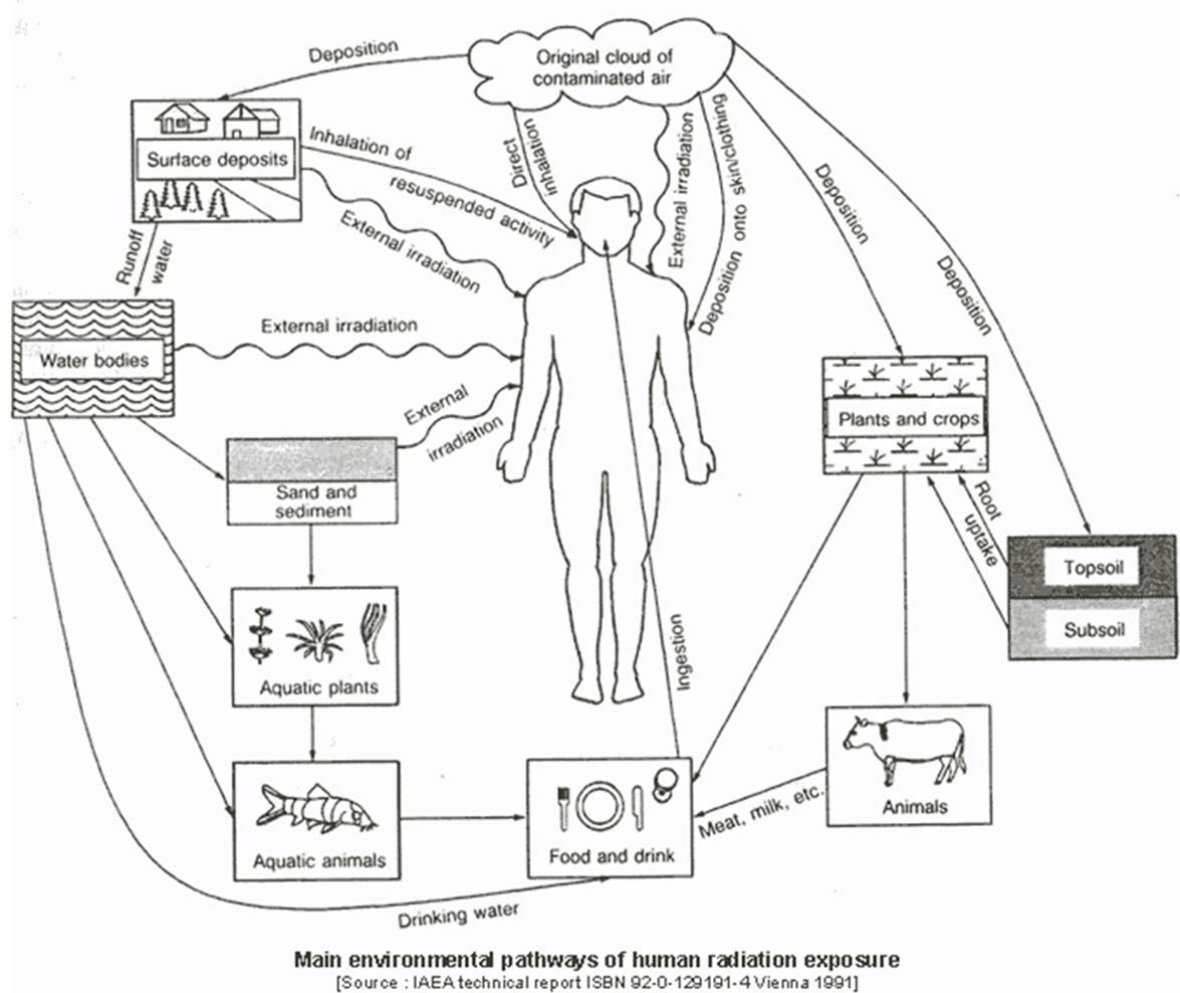 Original cloud of
contaminated air
Deposition
Surface deposits
Inhalation of
resuspended activity
Direct
inhalation
External irradiation
Deposition onto skin/clothing
Deposition
Deposition
External irradiation
Runoff
water
Water bodies
External irradiation
External
irradiation
Plants and crops
Sand and
sediment
Root
uptake
Topsoil
Subsoil
Aquatic plants
Ingestion
Animals
Meat, milk, etc.
Aquatic animals
Food and drink
Drinking water
Main environmental pathways of human radiation exposure
[Source : IAEA technical report ISBN 92-0-129191-4 Vienna 1991]